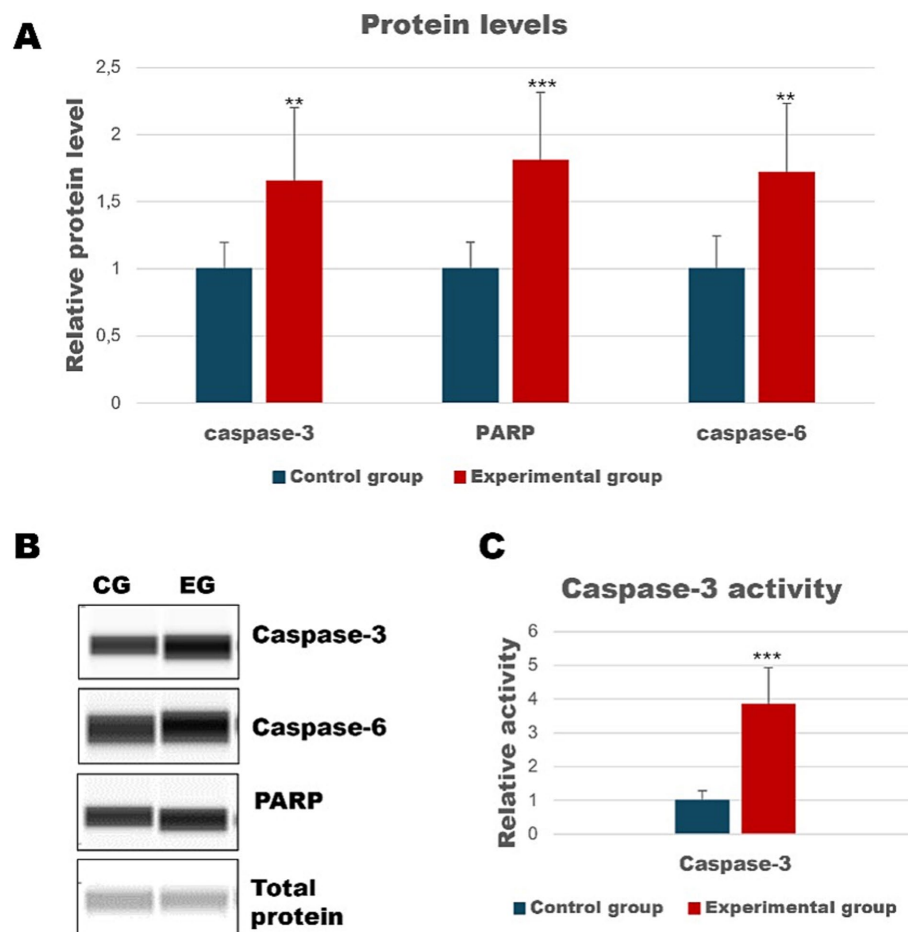 A
Protein levels
Relative protein level
2,5
2
1,5
1
0,5
0
**
***
**
caspase-3 PARP caspase-6
Control group Experimental group
B
CG EG
Caspase-3
Caspase-6
PARP
Total
protein
C
Caspase-3 activity
Relative activity
6
5
4
3
2
1
0
***
Caspase-3
Control group Experimental group